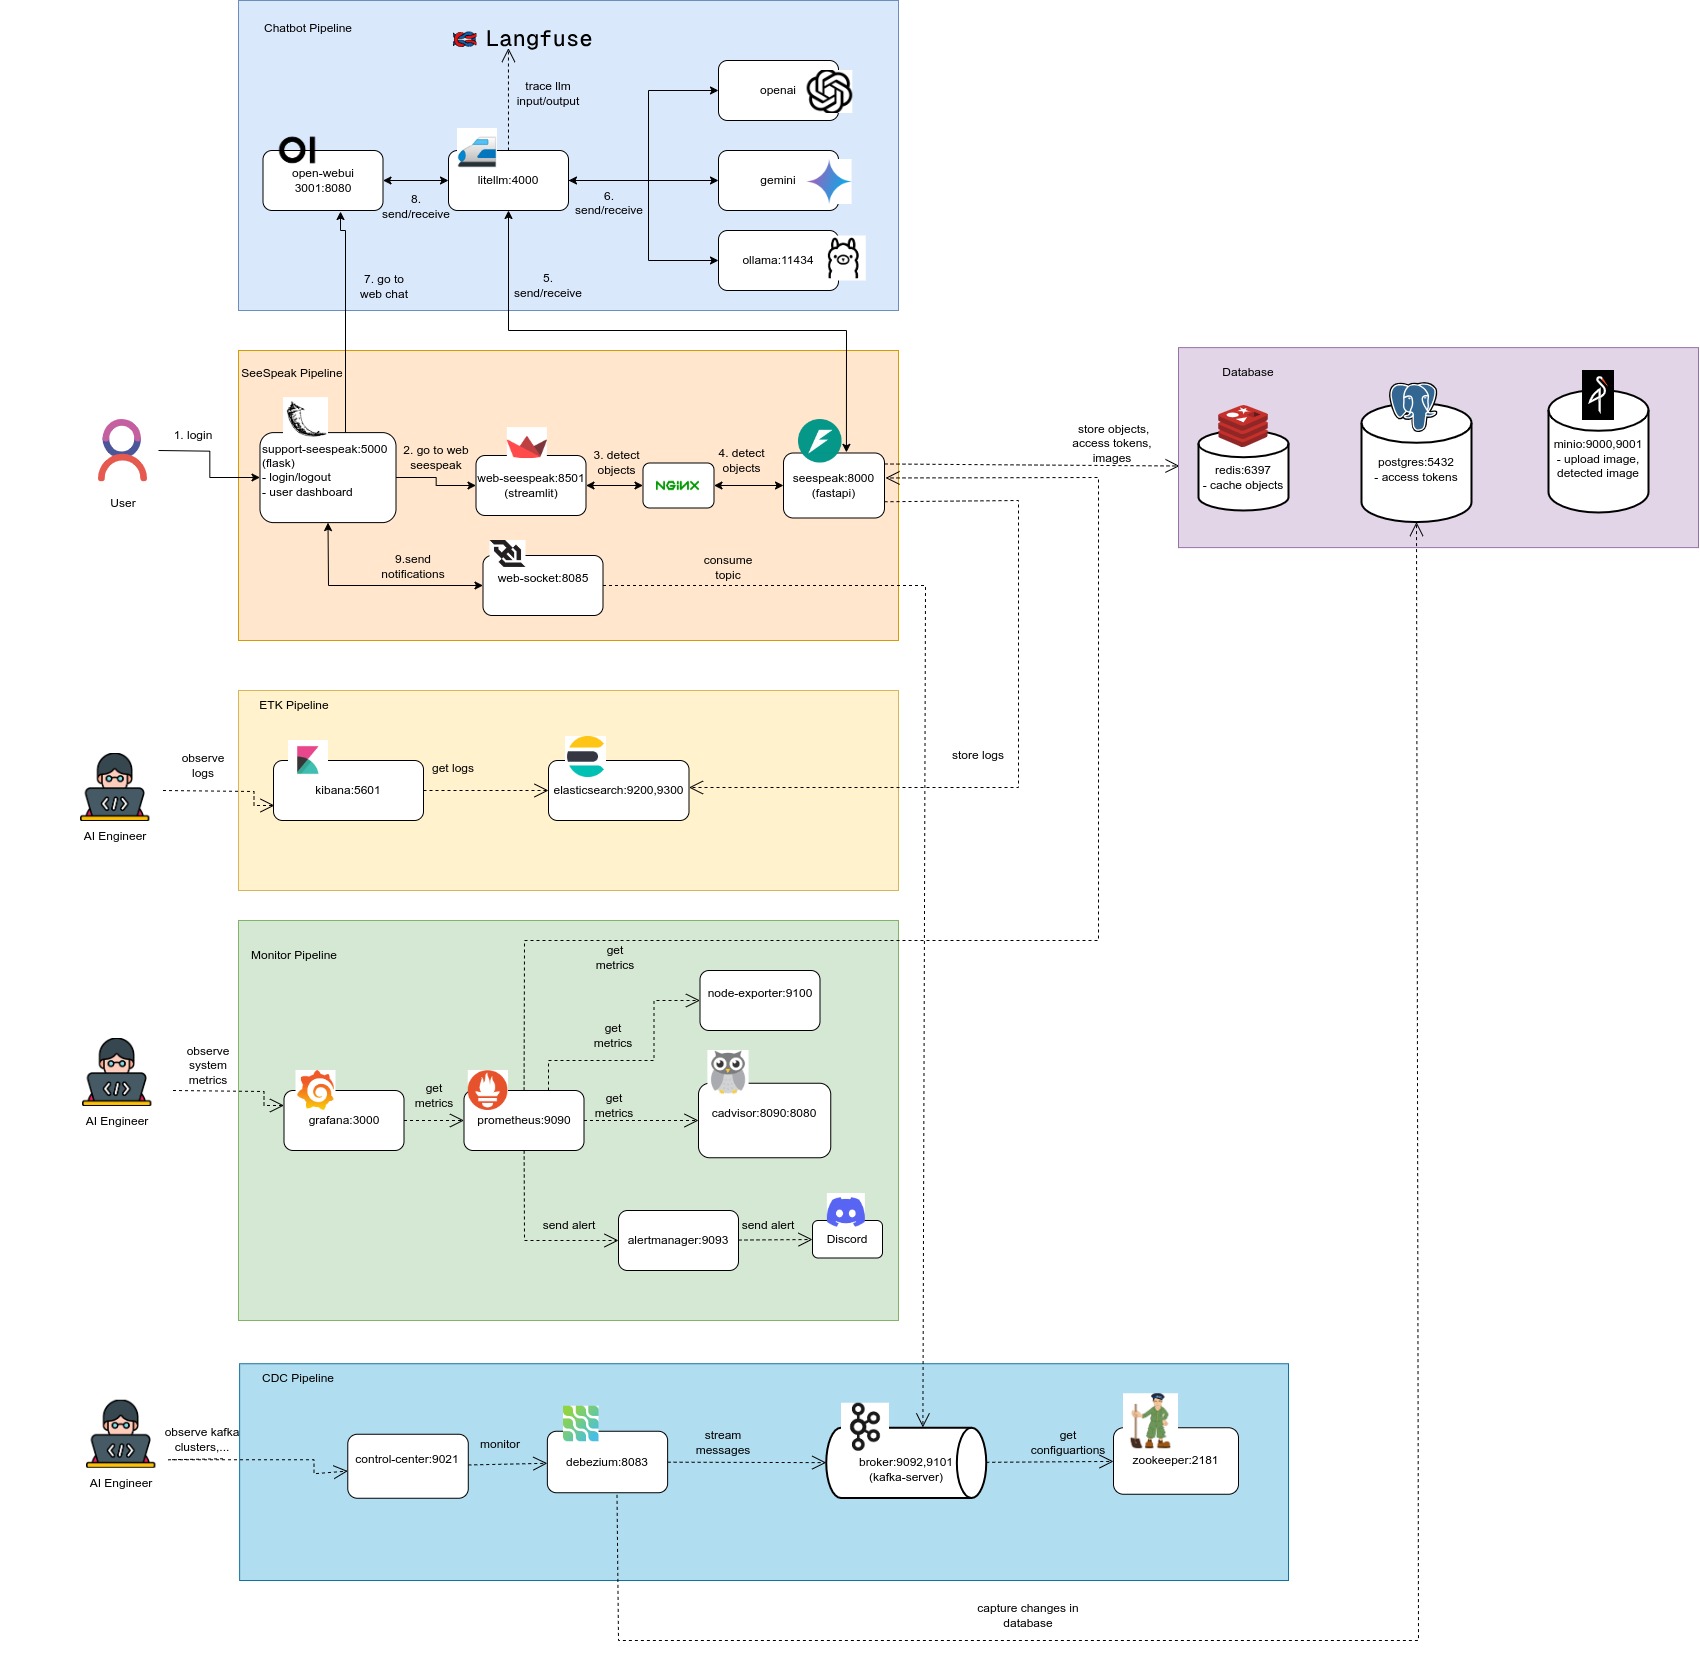 Chatbot Pipeline
Langfuse
trace llm
input/output
openai
OI
open-webui
3001:8080
litellm:4000
gemini
8.
send/receive
6.
send/receive
ollama:11434
7. go to
web chat
5.
send/receive
SeeSpeak Pipeline
Database
1. login
User
support-seespeak:5000
(flask)
- login/logout
- user dashboard
2. go to web
seespeak
web-seespeak:8501
(streamlit)
3. detect
objects
NGINX
4. detect
objects
seespeak:8000
(fastapi)
store objects,
access tokens,
images
redis:6397
- cache objects
postgres:5432
- access tokens
minio:9000,9001
- upload image,
detected image
9.send
notifications
web-socket:8085
consume
topic
ETK Pipeline
observe
logs
AI Engineer
kibana:5601
get logs
elasticsearch:9200,9300
store logs
Monitor Pipeline
get
metrics
node-exporter:9100
get
metrics
observe
system
metrics
AI Engineer
grafana:3000
get
metrics
prometheus:9090
get
metrics
cadvisor:8090:8080
send alert
alertmanager:9093
send alert
Discord
CDC Pipeline
observe kafka
clusters,...
AI Engineer
control-center:9021
monitor
debezium:8083
stream
messages
broker:9092,9101
(kafka-server)
get
configuartions
zookeeper:2181
capture changes in
database